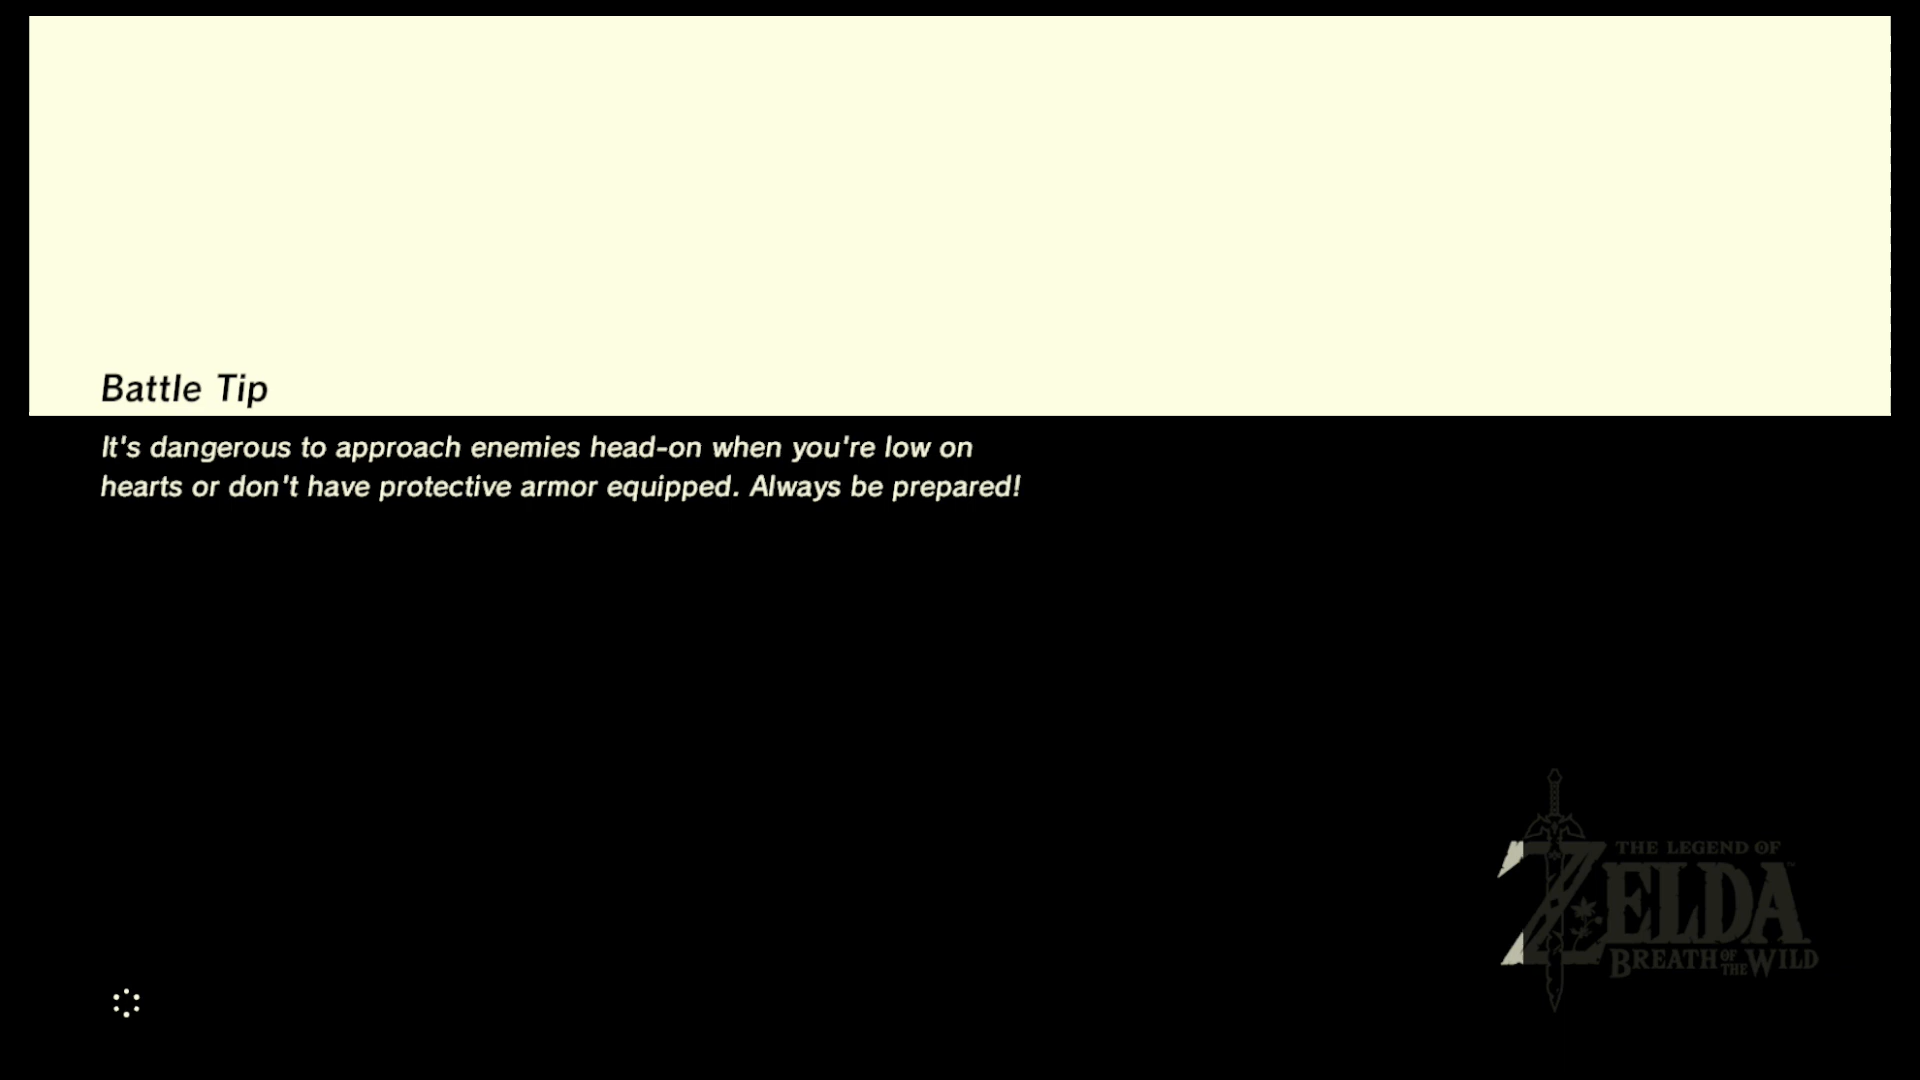 Battle Tip
It's dangerous to approach enemies head-on when you're low on
hearts or don't have protective armor equipped. Always be prepared!
THE LEGEND OF
ZELDA
BREATH OF THE WILD